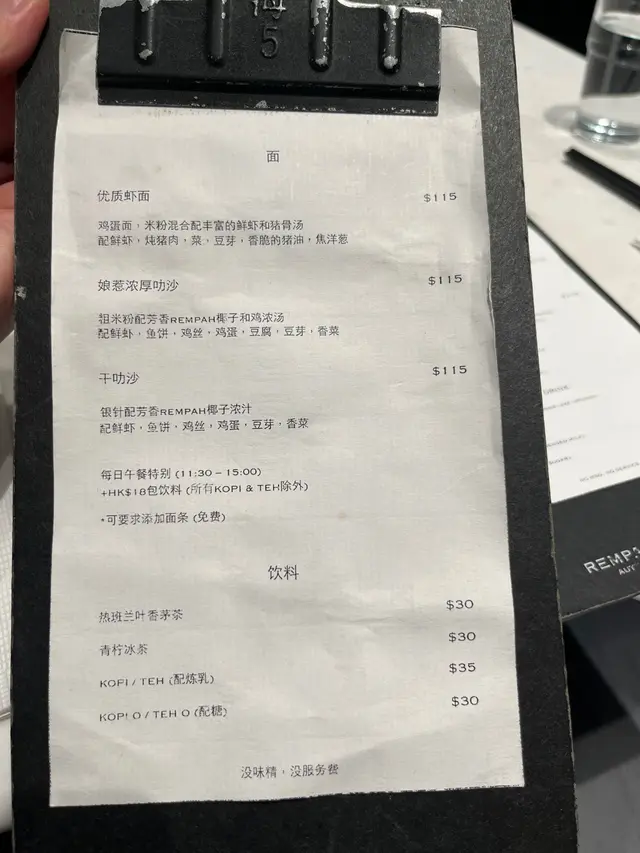 5
面
优质虾面 $115
鸡蛋面，米粉混合配丰富的鲜虾和猪骨汤
配鲜虾，炖猪肉，菜，豆芽，香脆的猪油，焦洋葱
娘惹浓厚叻沙 $115
粗米粉配芳香REMPAH椰子和鸡浓汤
配鲜虾，鱼饼，鸡丝，鸡蛋，豆腐，豆芽，香菜
干叻沙 $115
银针配芳香REMPAH椰子浓汁
配鲜虾，鱼饼，鸡丝，鸡蛋，豆芽，香菜
每日午餐特别 (11:30 – 15:00)
+HK$18包饮料 (所有KOPI & TEH除外)
*可要求添加面条 (免费)
饮料
热班兰叶香茅茶 $30
青柠冰茶 $30
KOPI / TEH (配炼乳) $35
KOPI O / TEH O (配糖) $30
没味精，没服务费